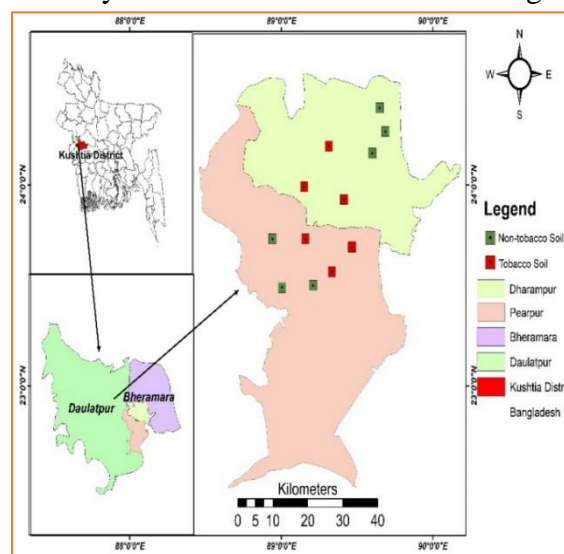 88°0'0"E 89°0'0"E 90°0'0"E
N
W E
S
Kushtia District
24°0'0"N
24°0'0"N
Legend
Non-tobacco Soil
Tobacco Soil
Dharampur
Pearpur
Bheramara
Daulatpur
Kushtia Distri
Bangladesh
23°0'0"N
23°0'0"N
Daulatpur
Bheramara
Kilometers
0 5 10 20 30 40
88°0'0"E 89°0'0"E 90°0'0"E